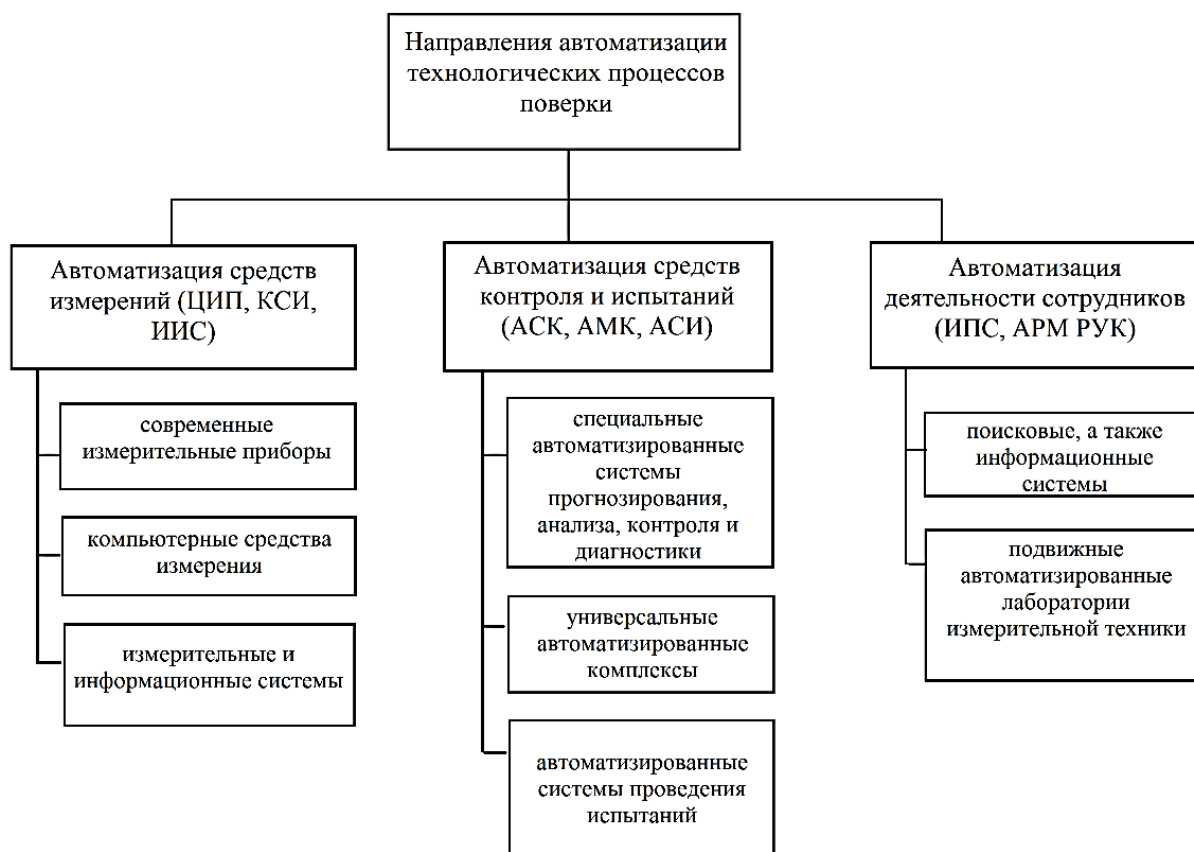 Направления автоматизации
технологических процессов
поверки
Автоматизация средств
измерений (ЦИП, КСИ,
ИИС)
современные
измерительные приборы
компьютерные средства
измерения
измерительные и
информационные системы
Автоматизация средств
контроля и испытаний
(АСК, АМК, АСИ)
специальные
автоматизированные
системы
прогнозирования,
анализа, контроля и
диагностики
универсальные
автоматизированные
комплексы
автоматизированные
системы проведения
испытаний
Автоматизация
деятельности сотрудников
(ИПС, АРМ РУК)
поисковые, а также
информационные
системы
подвижные
автоматизированные
лаборатории
измерительной техники